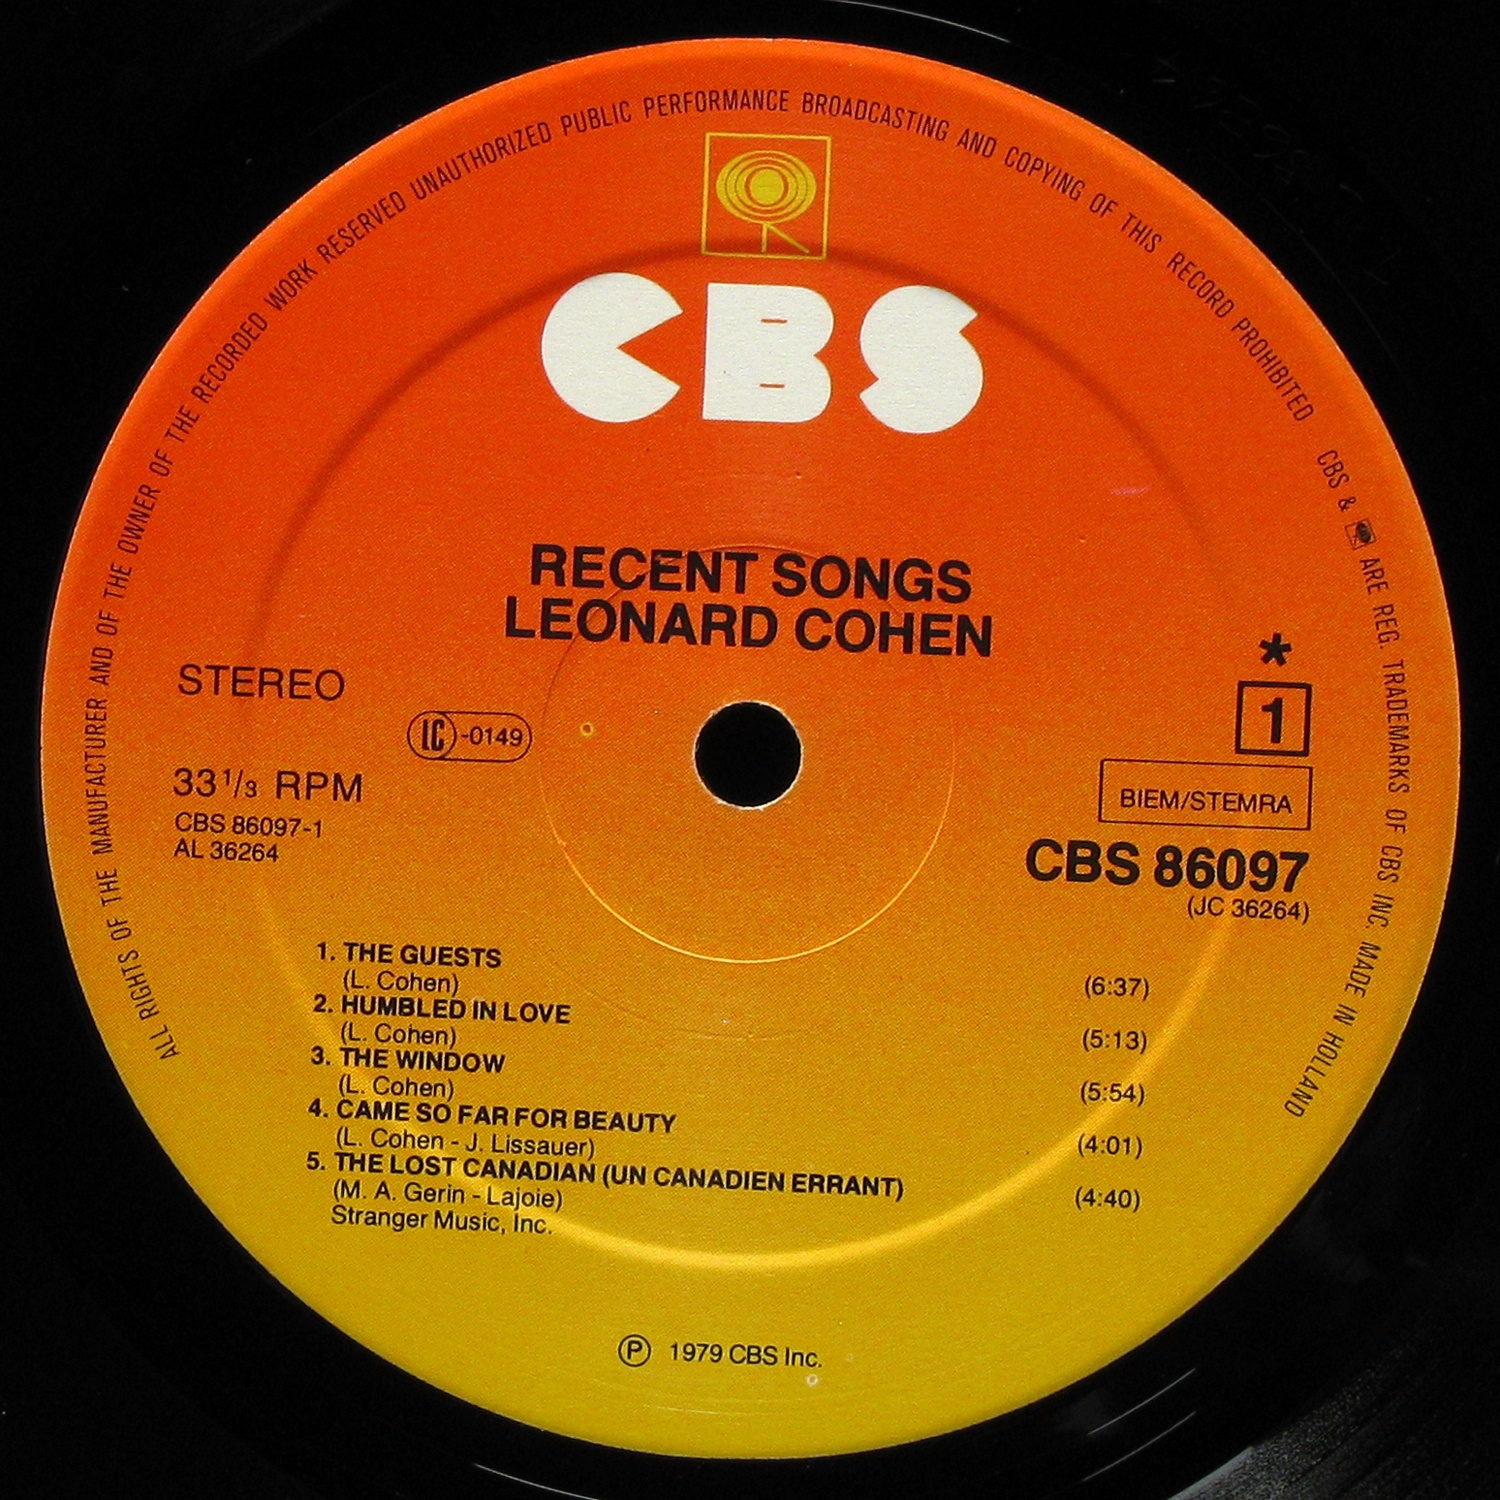 ALL RIGHTS OF THE MANUFACTURER AND OF THE OWNER OF THE RECORDED WORK RESERVED UNAUTHORIZED PUBLIC PERFORMANCE BROADCASTING AND COPYING OF THIS RECORD PROHIBITED CBS & ARE REG. TRADEMARKS OF CBS INC. MADE IN HOLLAND
CBS
RECENT SONGS
LEONARD COHEN
STEREO
LC -0149
33 1/3 RPM
CBS 86097-1
AL 36264
*
1
BIEM/STEMRA
CBS 86097
(JC 36264)
1. THE GUESTS
(L. Cohen) (6:37)
2. HUMBLED IN LOVE
(L. Cohen) (5:13)
3. THE WINDOW
(L. Cohen) (5:54)
4. CAME SO FAR FOR BEAUTY
(L. Cohen - J. Lissauer) (4:01)
5. THE LOST CANADIAN (UN CANADIEN ERRANT)
(M. A. Gerin - Lajoie) (4:40)
Stranger Music, Inc.
Ⓟ 1979 CBS Inc.